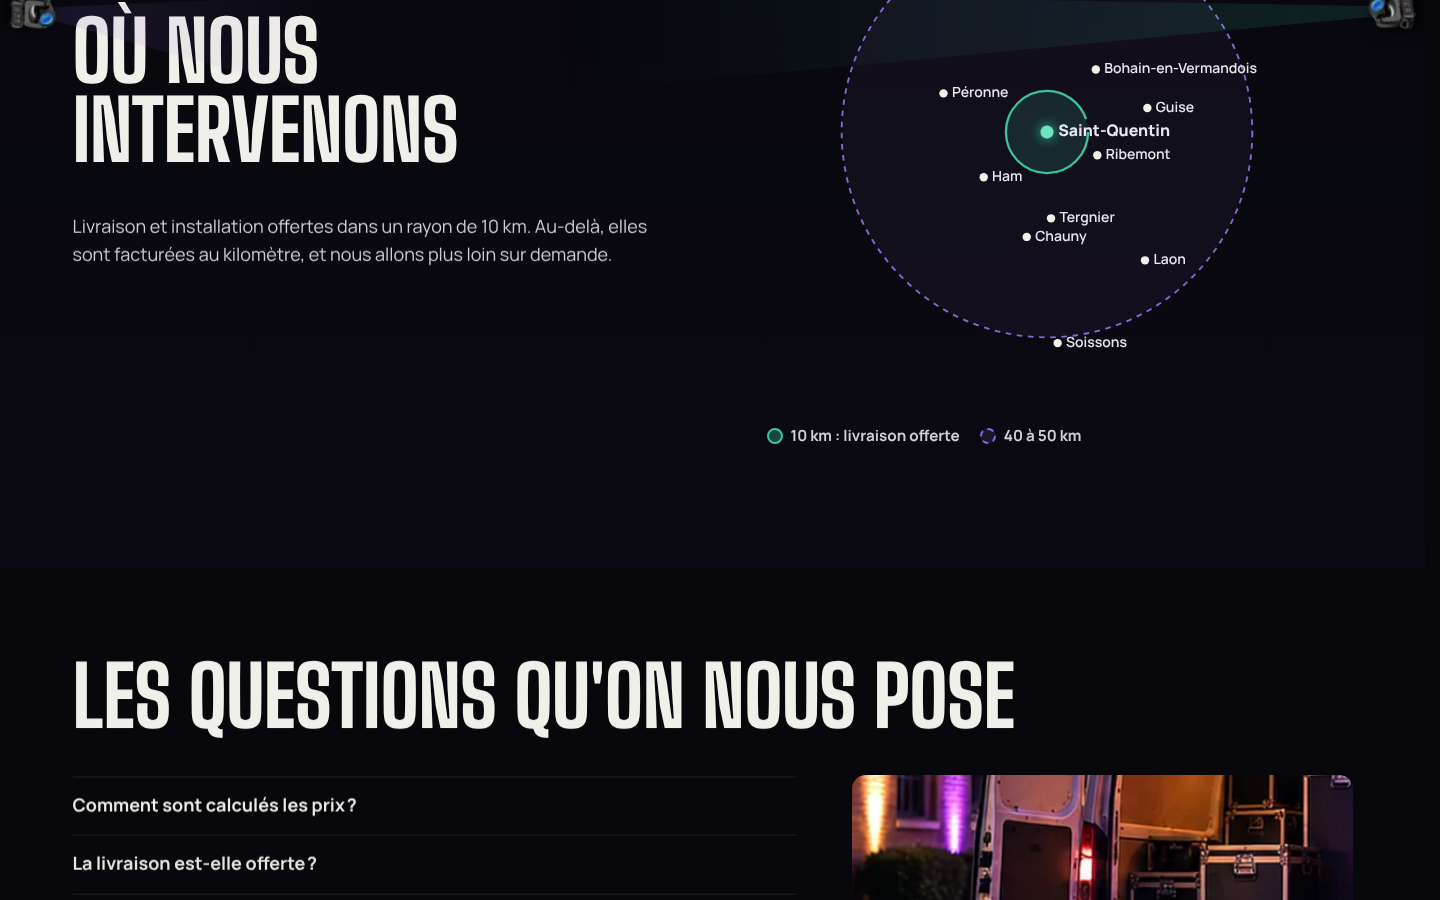 OÙ NOUS
INTERVENONS
Livraison et installation offertes dans un rayon de 10 km. Au-delà, elles
sont facturées au kilomètre, et nous allons plus loin sur demande.
Bohain-en-Vermandois
Péronne
Guise
Saint-Quentin
Ribemont
Ham
Tergnier
Chauny
Laon
Soissons
10 km : livraison offerte
40 à 50 km
LES QUESTIONS QU'ON NOUS POSE
Comment sont calculés les prix ?
La livraison est-elle offerte ?